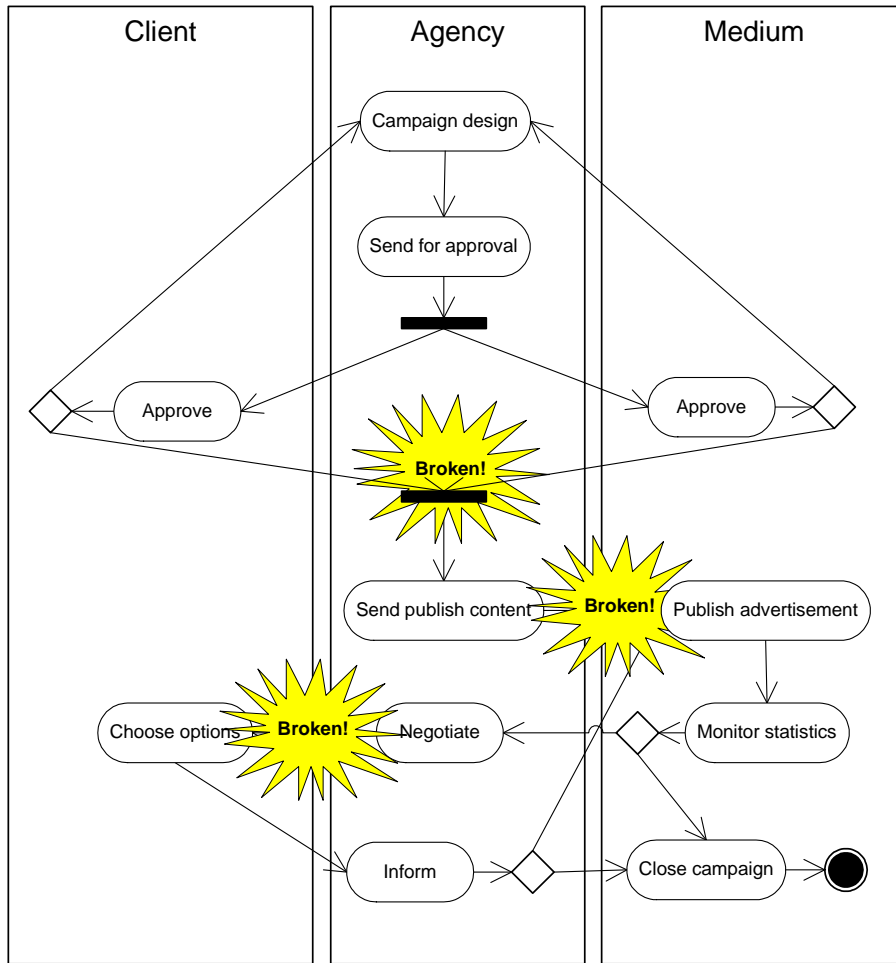 Client
Agency
Medium
Campaign design
Send for approval
Approve
Approve
Broken!
Send publish content
Broken!
Publish advertisement
Choose options
Broken!
Negotiate
Monitor statistics
Inform
Close campaign